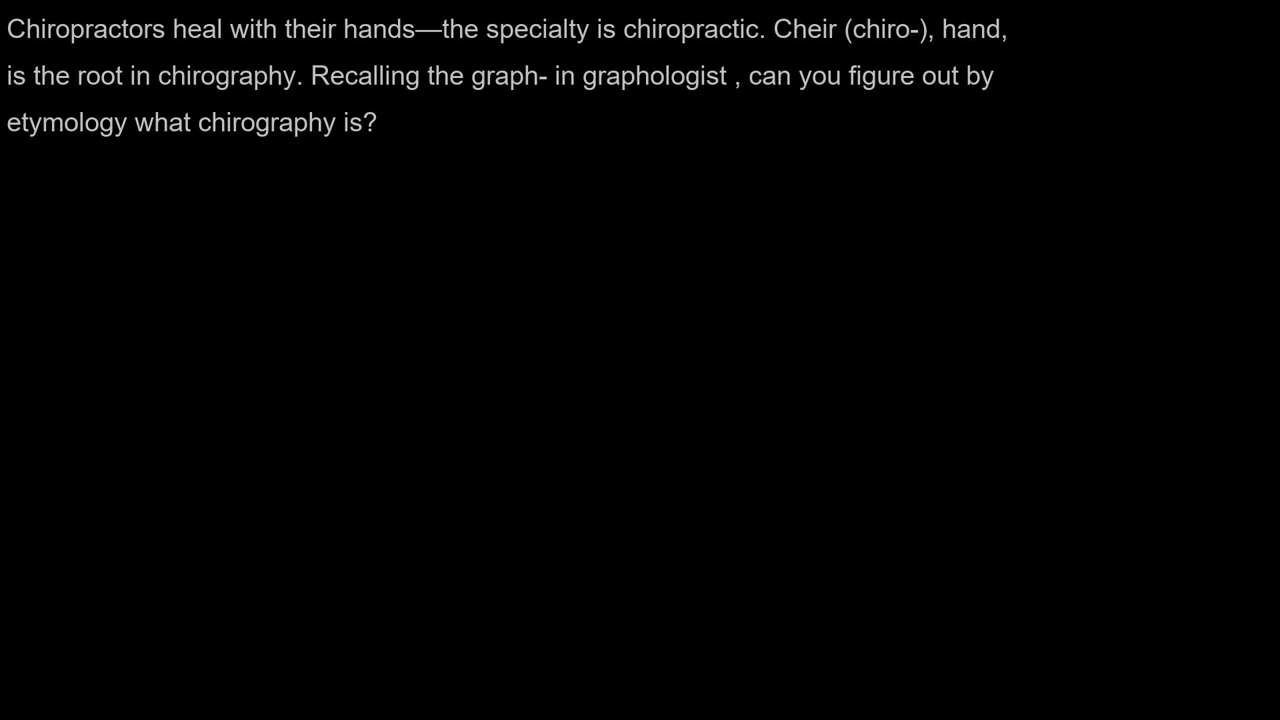 Chiropractors heal with their hands—the specialty is chiropractic. Cheir (chiro-), hand,
is the root in chirography. Recalling the graph- in graphologist , can you figure out by
etymology what chirography is?